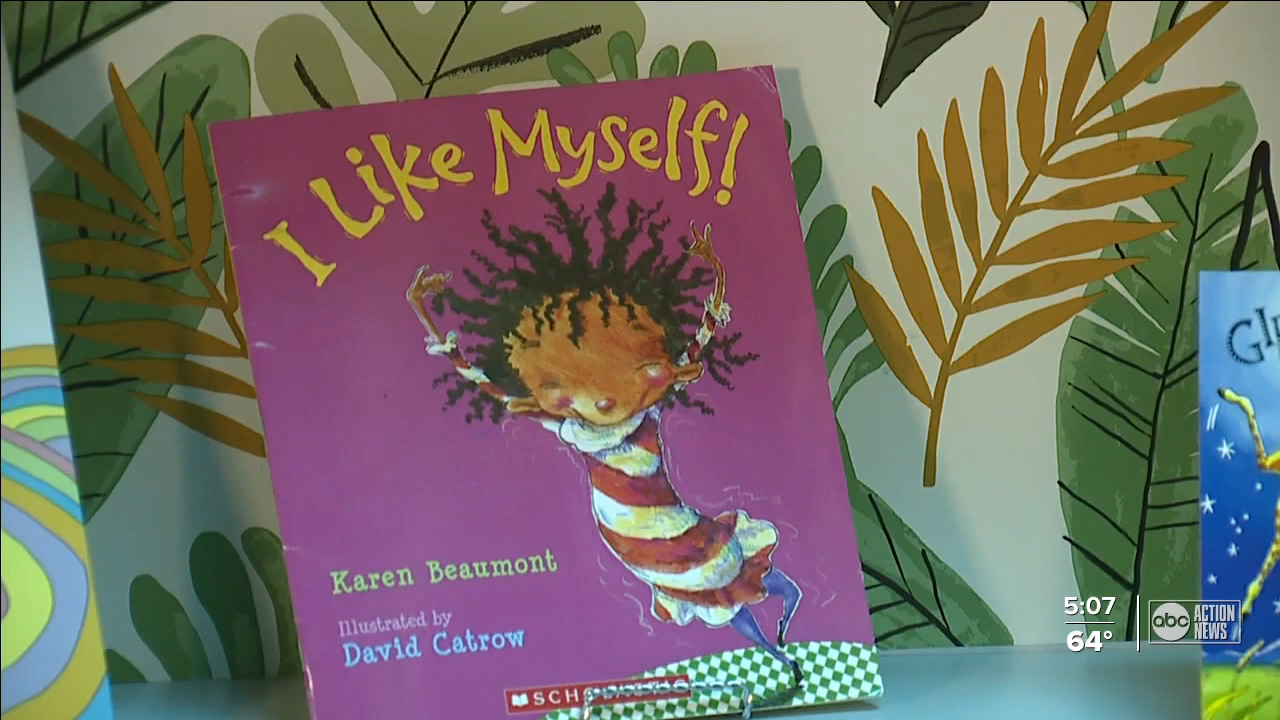 I Like Myself!
Karen Beaumont
Illustrated by
David Catrow
5:07
64°
abc
ACTION
NEWS